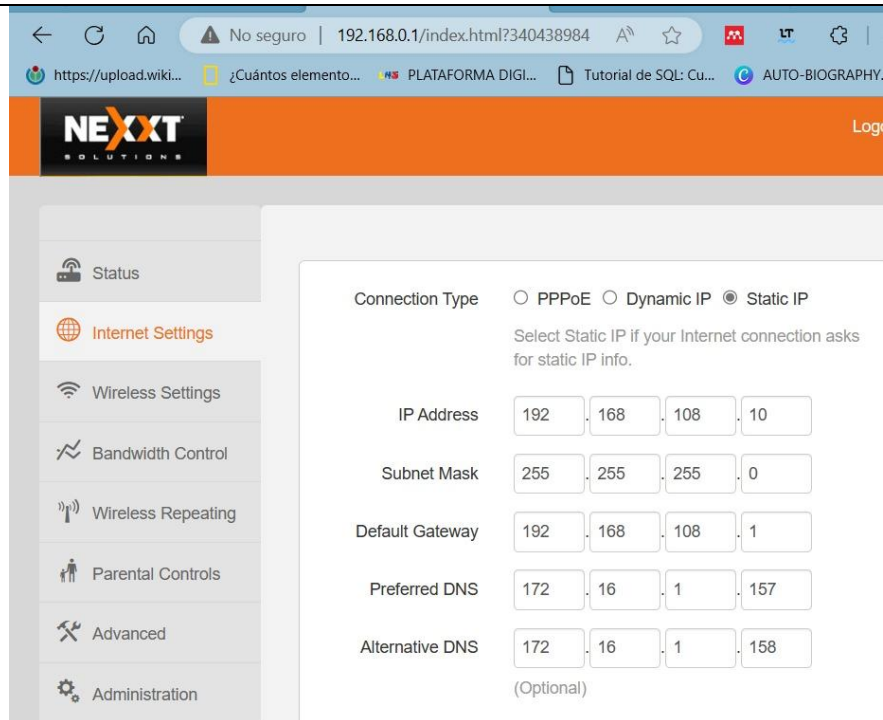 No seguro | 192.168.0.1/index.html?340438984 A
https://upload.wiki... ¿Cuántos elemento... PLATAFORMA DIGI... Tutorial de SQL: Cu... AUTO-BIOGRAPHY.
NEXXT
SOLUTIONS
Logo
Status
Internet Settings
Wireless Settings
Bandwidth Control
Wireless Repeating
Parental Controls
Advanced
Administration
Connection Type PPPoE Dynamic IP Static IP
Select Static IP if your Internet connection asks
for static IP info.
IP Address 192 . 168 . 108 . 10
Subnet Mask 255 . 255 . 255 . 0
Default Gateway 192 . 168 . 108 . 1
Preferred DNS 172 . 16 . 1 . 157
Alternative DNS 172 . 16 . 1 . 158
(Optional)